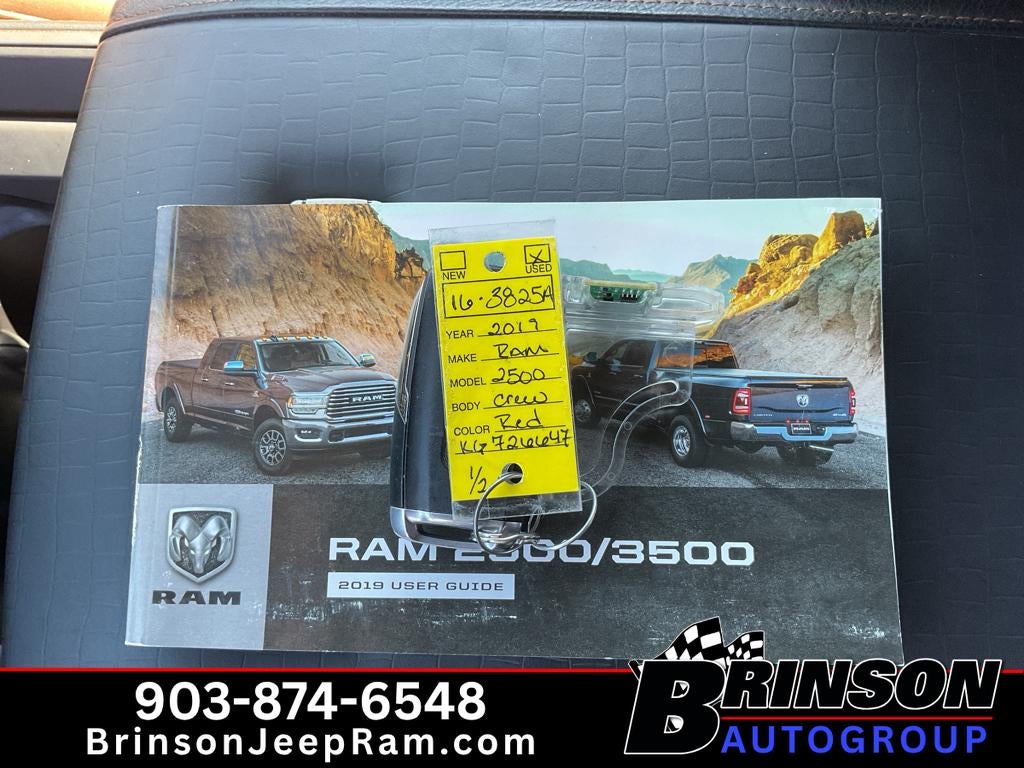 NEW USED
16-3825A
YEAR 2019
MAKE Ram
MODEL 2500
BODY Crew
COLOR Red
KG726647
1/2
RAM
RAM
RAM 2500/3500
2019 USER GUIDE
903-874-6548
BrinsonJeepRam.com
BRINSON
AUTOGROUP